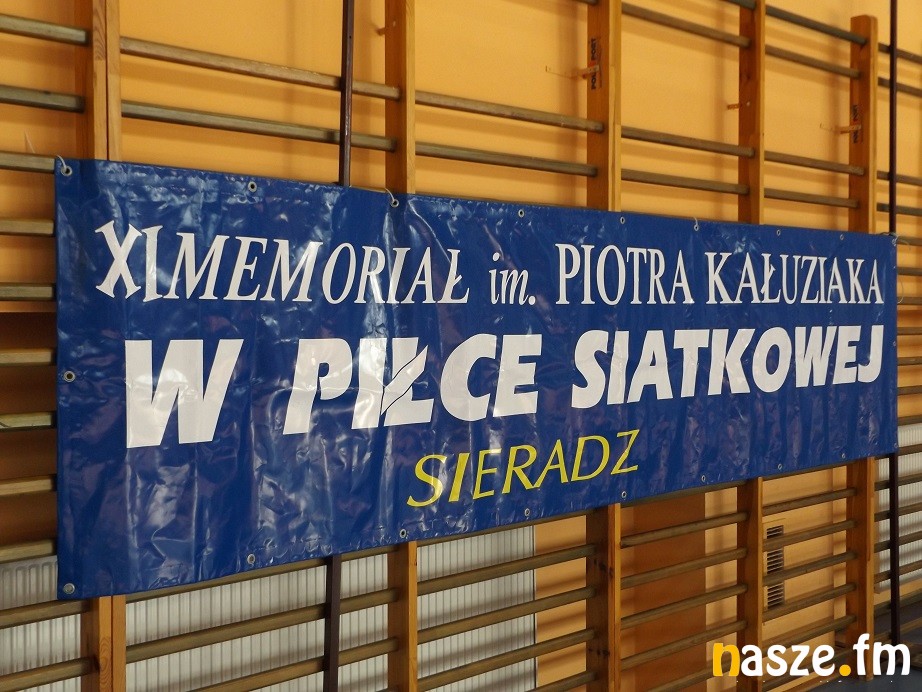 XI MEMORIAŁ im. PIOTRA KAŁUZIAKA
W PIŁCE SIATKOWEJ
SIERADZ
nasze.fm